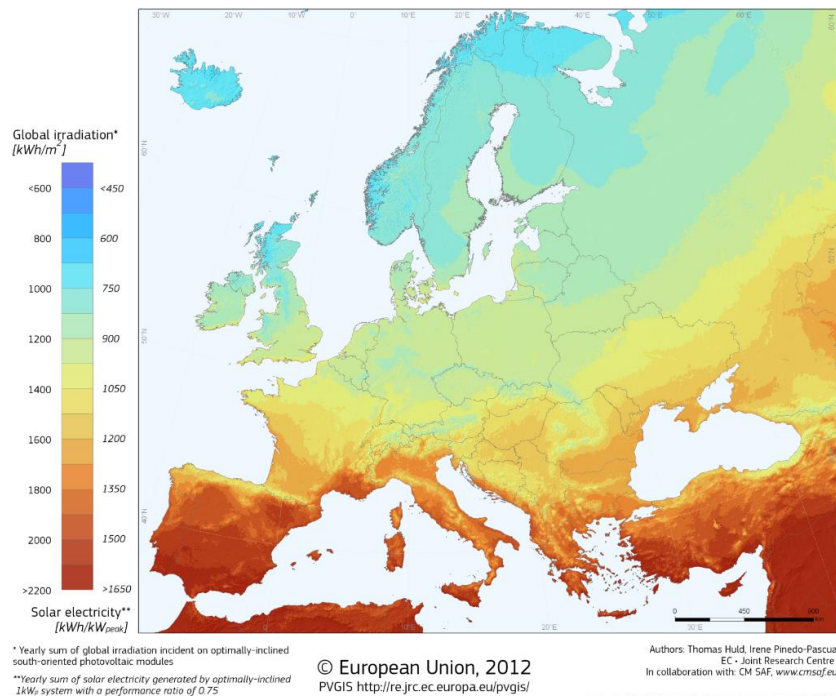 30°W
20°W
10°W
0°
10°E
20°E
30°E
40°E
50°E
60°E
Global irradiation*
[kWh/m²]
<600 <450
800 600
1000 750
1200 900
1400 1050
1600 1200
1800 1350
2000 1500
>2200 >1650
Solar electricity**
[kWh/kWpeak]
60°N
50°N
40°N
20°E
30°E
0 450 900
km
* Yearly sum of global irradiation incident on optimally-inclined
south-oriented photovoltaic modules
**Yearly sum of solar electricity generated by optimally-inclined
1kWp system with a performance ratio of 0.75
© European Union, 2012
PVGIS http://re.jrc.ec.europa.eu/pvgis/
Authors: Thomas Huld, Irene Pinedo-Pascua
EC • Joint Research Centre
In collaboration with: CM SAF, www.cmsaf.eu